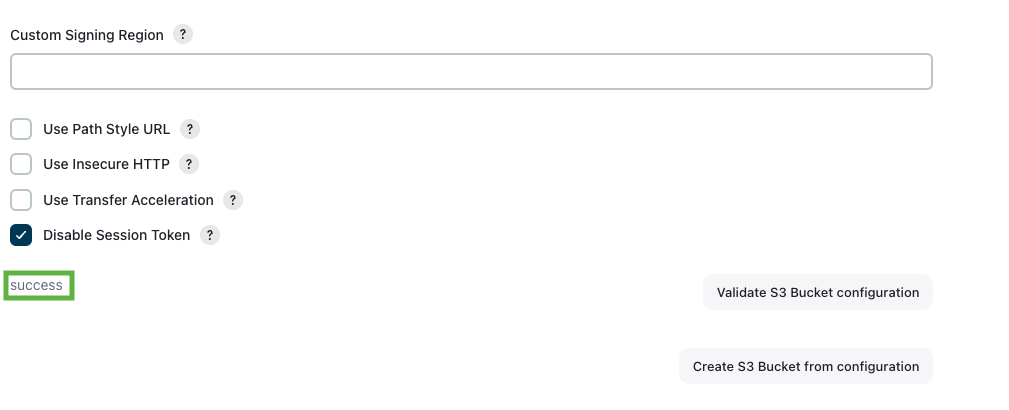 Custom Signing Region ?
Use Path Style URL ?
Use Insecure HTTP ?
Use Transfer Acceleration ?
Disable Session Token ?
success
Validate S3 Bucket configuration
Create S3 Bucket from configuration